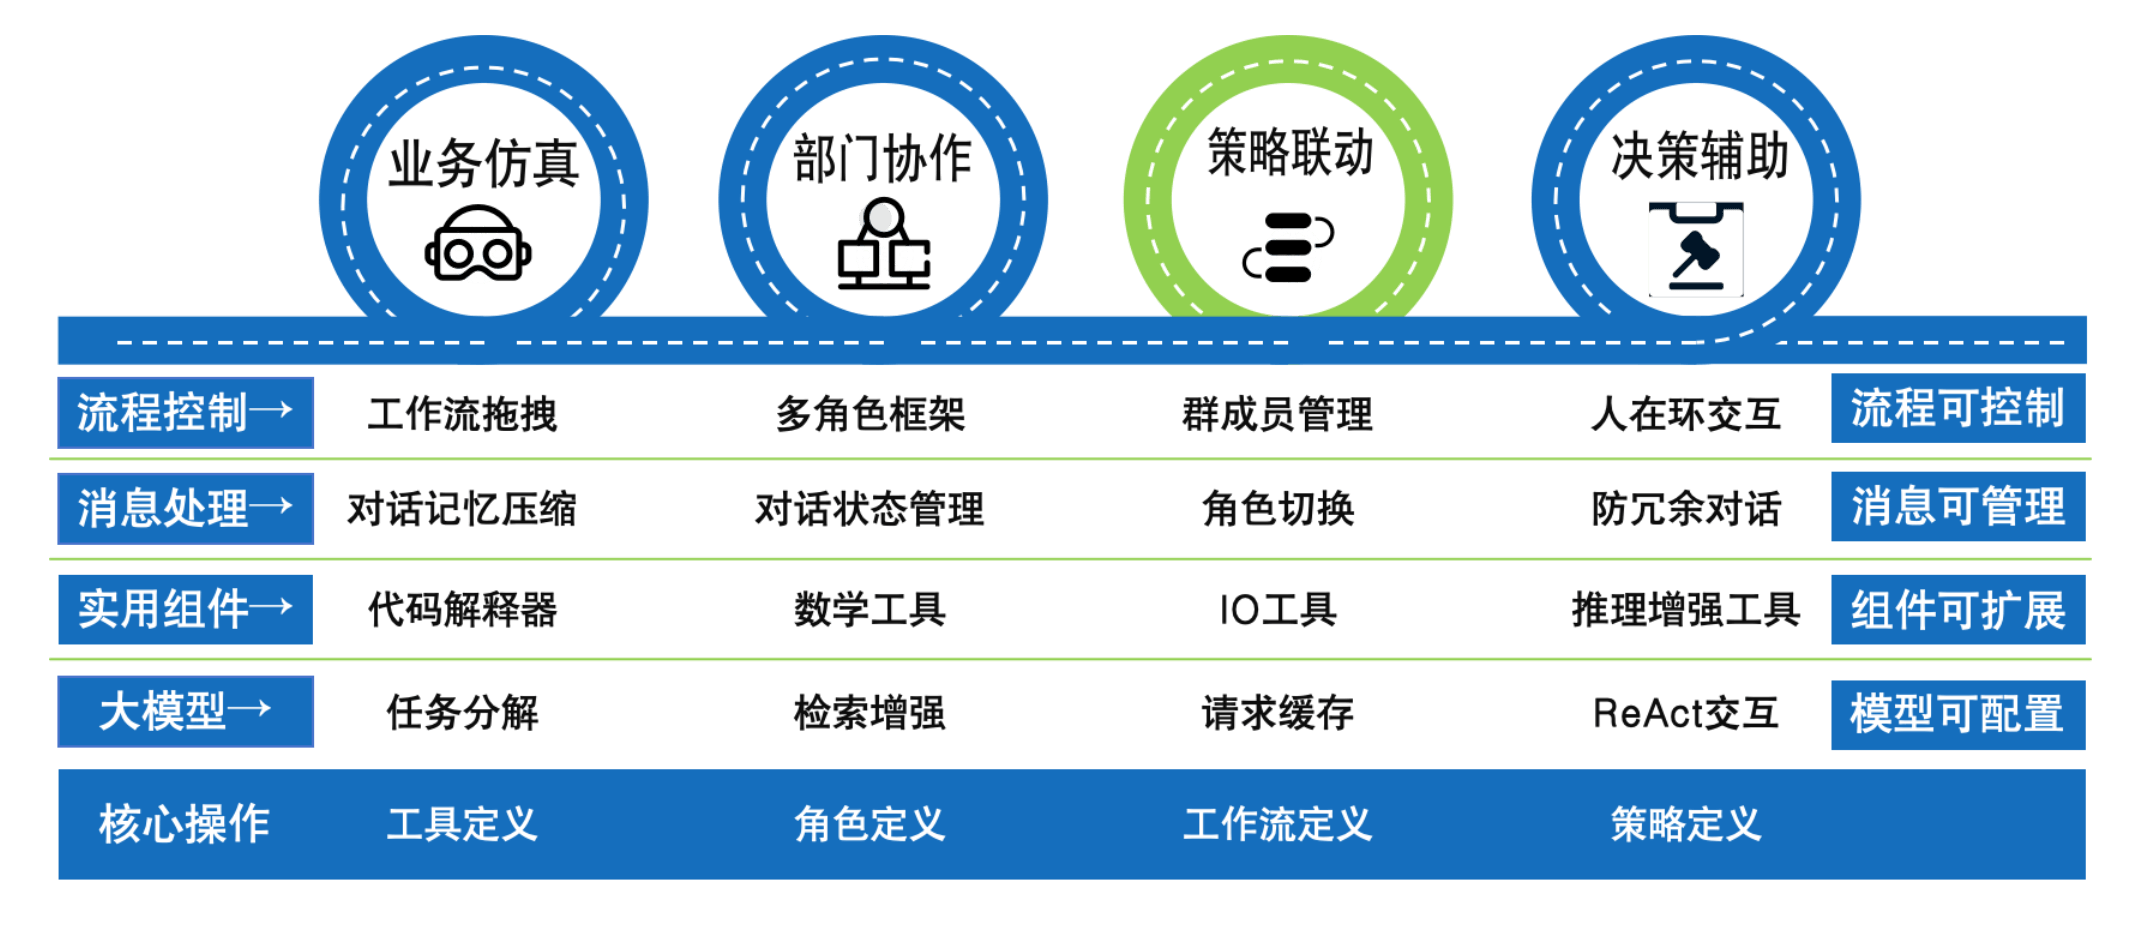 业务仿真 部门协作 策略联动 决策辅助
流程控制→ 工作流拖拽 多角色框架 群成员管理 人在环交互 流程可控制
消息处理→ 对话记忆压缩 对话状态管理 角色切换 防冗余对话 消息可管理
实用组件→ 代码解释器 数学工具 IO工具 推理增强工具 组件可扩展
大模型→ 任务分解 检索增强 请求缓存 ReAct交互 模型可配置
核心操作 工具定义 角色定义 工作流定义 策略定义